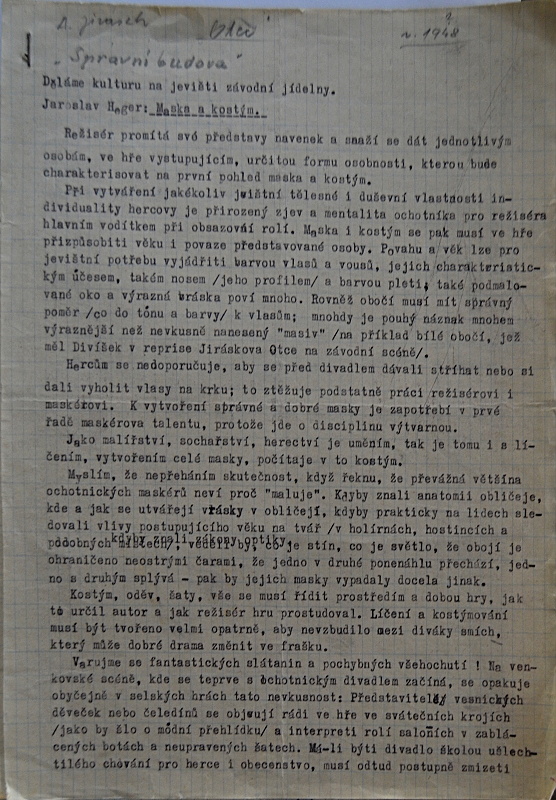 A. Jirásek Otec ? r. 1948
„Správní budova"
Děláme kulturu na jevišti závodní jídelny.
Jaroslav Hager: Maska a kostým.
Režisér promítá své představy navenek a snaží se dát jednotlivým
osobám, ve hře vystupujícím, určitou formu osobnosti, kterou bude
charakterisovat na první pohled maska a kostým.
Při vytváření jakékoliv jevištní tělesné i duševní vlastnosti in-
dividuality hercovy je přirozený zjev a mentalita ochotníka pro režiséra
hlavním vodítkem při obsazování rolí. Maska i kostým se pak musí ve hře
přizpůsobiti věku i povaze představované osoby. Povahu a věk lze pro
jevištní potřebu vyjádřiti barvou vlasů a vousů, jejich charakteristic-
kým účesem, takém nosem /jeho profilem/ a barvou pleti, také podmalo-
vané oko a výrazná vráska poví mnoho. Rovněž obočí musí mít správný
poměr /co do tónu a barvy/ k vlasům; mnohdy je pouhý náznak mnohem
výraznější než nevkusně nanesený "masiv" /na příklad bílé obočí, jež
měl Divíšek v reprise Jiráskova Otce na závodní scéně/.
Hercům se nedoporučuje, aby se před divadlem dávali stříhat nebo si
dali vyholit vlasy na krku; to ztěžuje podstatně práci režisérovi i
maskérovi. K vytvoření správné a dobré masky je zapotřebí v prvé
řadě maskérova talentu, protože jde o disciplinu výtvarnou.
Jako malířství, sochařství, herectví je uměním, tak je tomu i s lí-
čením, vytvořením celé masky, počítaje v to kostým.
Myslím, že nepřeháním skutečnost, když řeknu, že převážná většina
ochotnických maskérů neví proč "maluje". Kdyby znali anatomii obličeje,
kde a jak se utvářejí vrásky v obličeji, kdyby prakticky na lidech sle-
dovali vlivy postupujícího věku na tvář /v holírnách, hostincích a
podobných místech/, kdyby znali zákony optiky,
věděli by, co je stín, co je světlo, že obojí je
ohraničeno neostrými čarami, že jedno v druhé ponenáhlu přechází, jed-
no s druhým splývá - pak by jejich masky vypadaly docela jinak.
Kostým, oděv, šaty, vše se musí řídit prostředím a dobou hry, jak
to určil autor a jak režisér hru prostudoval. Líčení a kostýmování
musí být tvořeno velmi opatrně, aby nevzbudilo mezi diváky smích,
který může dobré drama změnit ve frašku.
Varujme se fantastických slátanin a pochybných všehochutí ! Na ven-
kovské scéně, kde se teprve s ochotnickým divadlem začíná, se opakuje
obyčejně v selských hrách tato nevkusnost: Představitelé vesnických
děveček nebo čeledínů se objeují rádi ve hře ve svátečních krojích
/jako by šlo o módní přehlídku/ a interpreti rolí saloních v zablá-
cených botách a neupravených šatech. Má-li býti divadlo školou ušlech-
tilého chování pro herce i obecenstvo, musí odtud postupně zmizeti